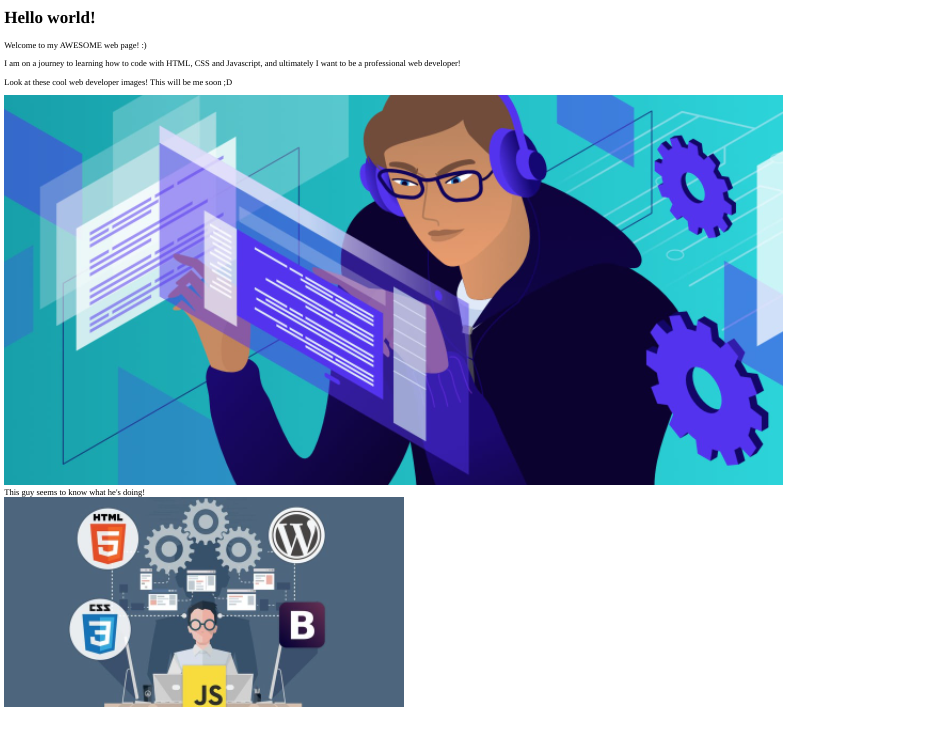 Hello world!
Welcome to my AWESOME web page! :)
I am on a journey to learning how to code with HTML, CSS and Javascript, and ultimately I want to be a professional web developer!
Look at these cool web developer images! This will be me soon ;D
This guy seems to know what he's doing!
HTML
5
W
CSS
3
B
JS